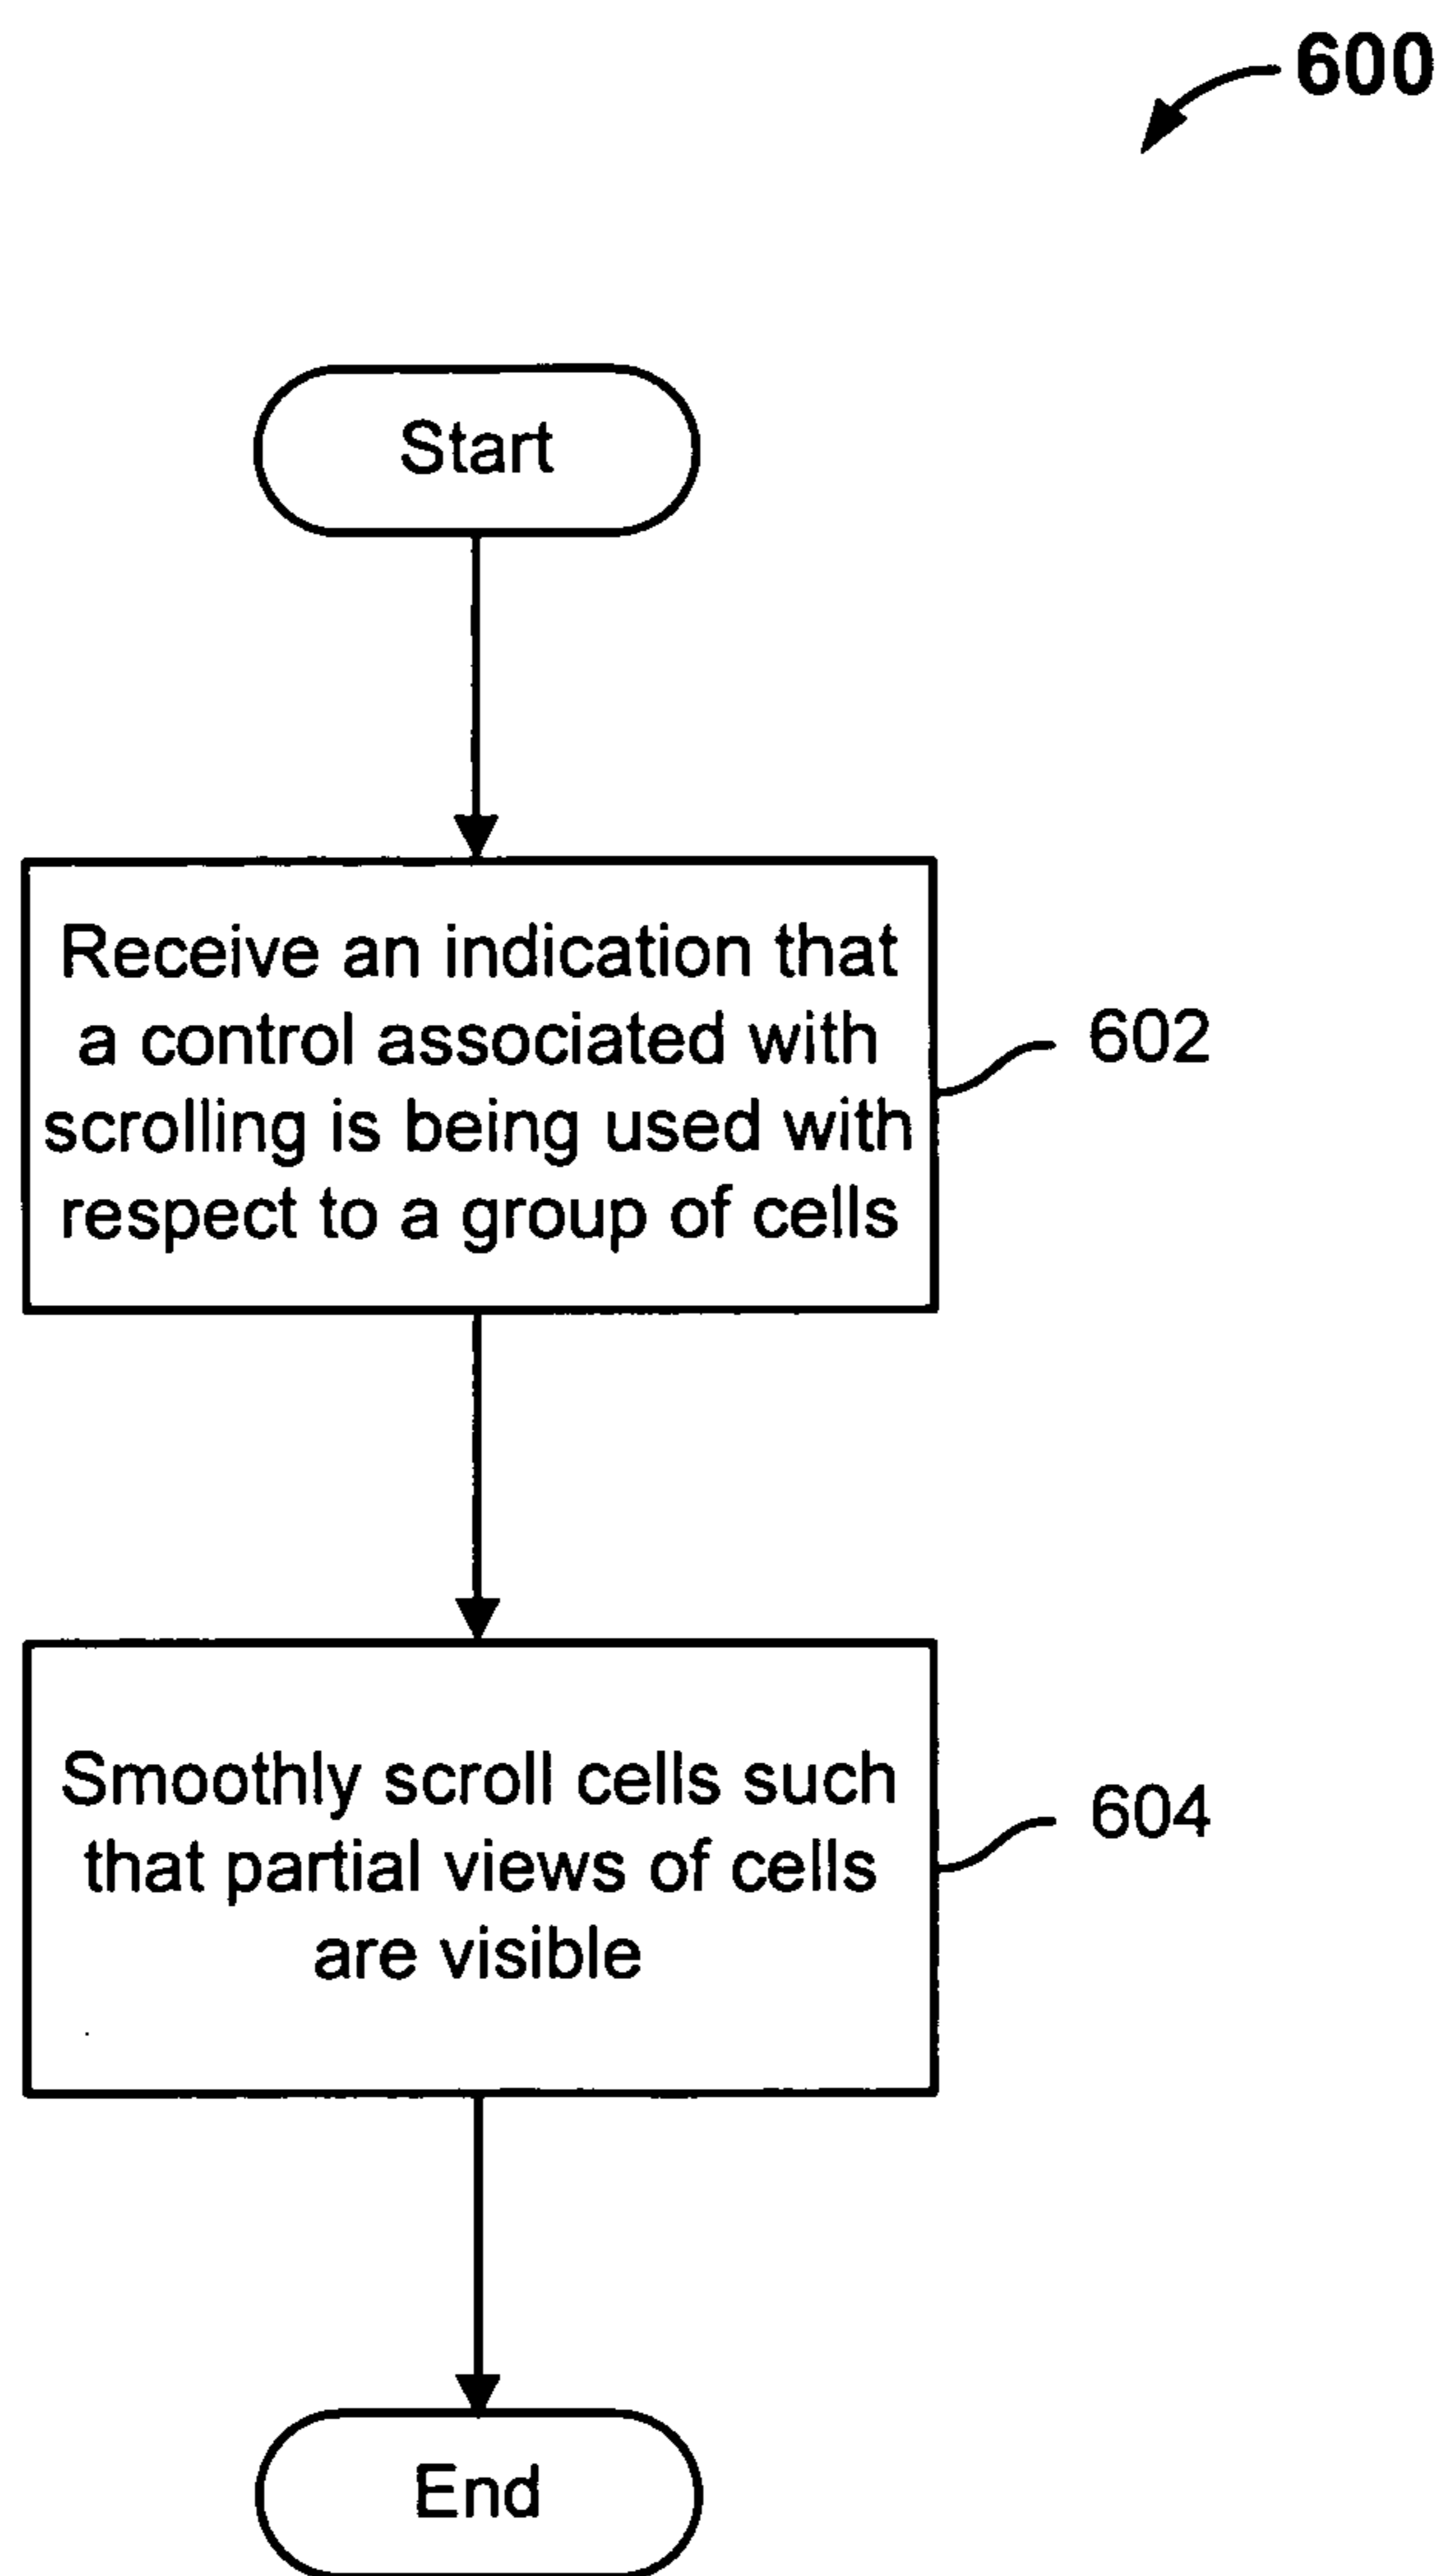 600
Start
Receive an indication that
a control associated with
scrolling is being used with
respect to a group of cells
602
Smoothly scroll cells such
that partial views of cells
are visible
604
End